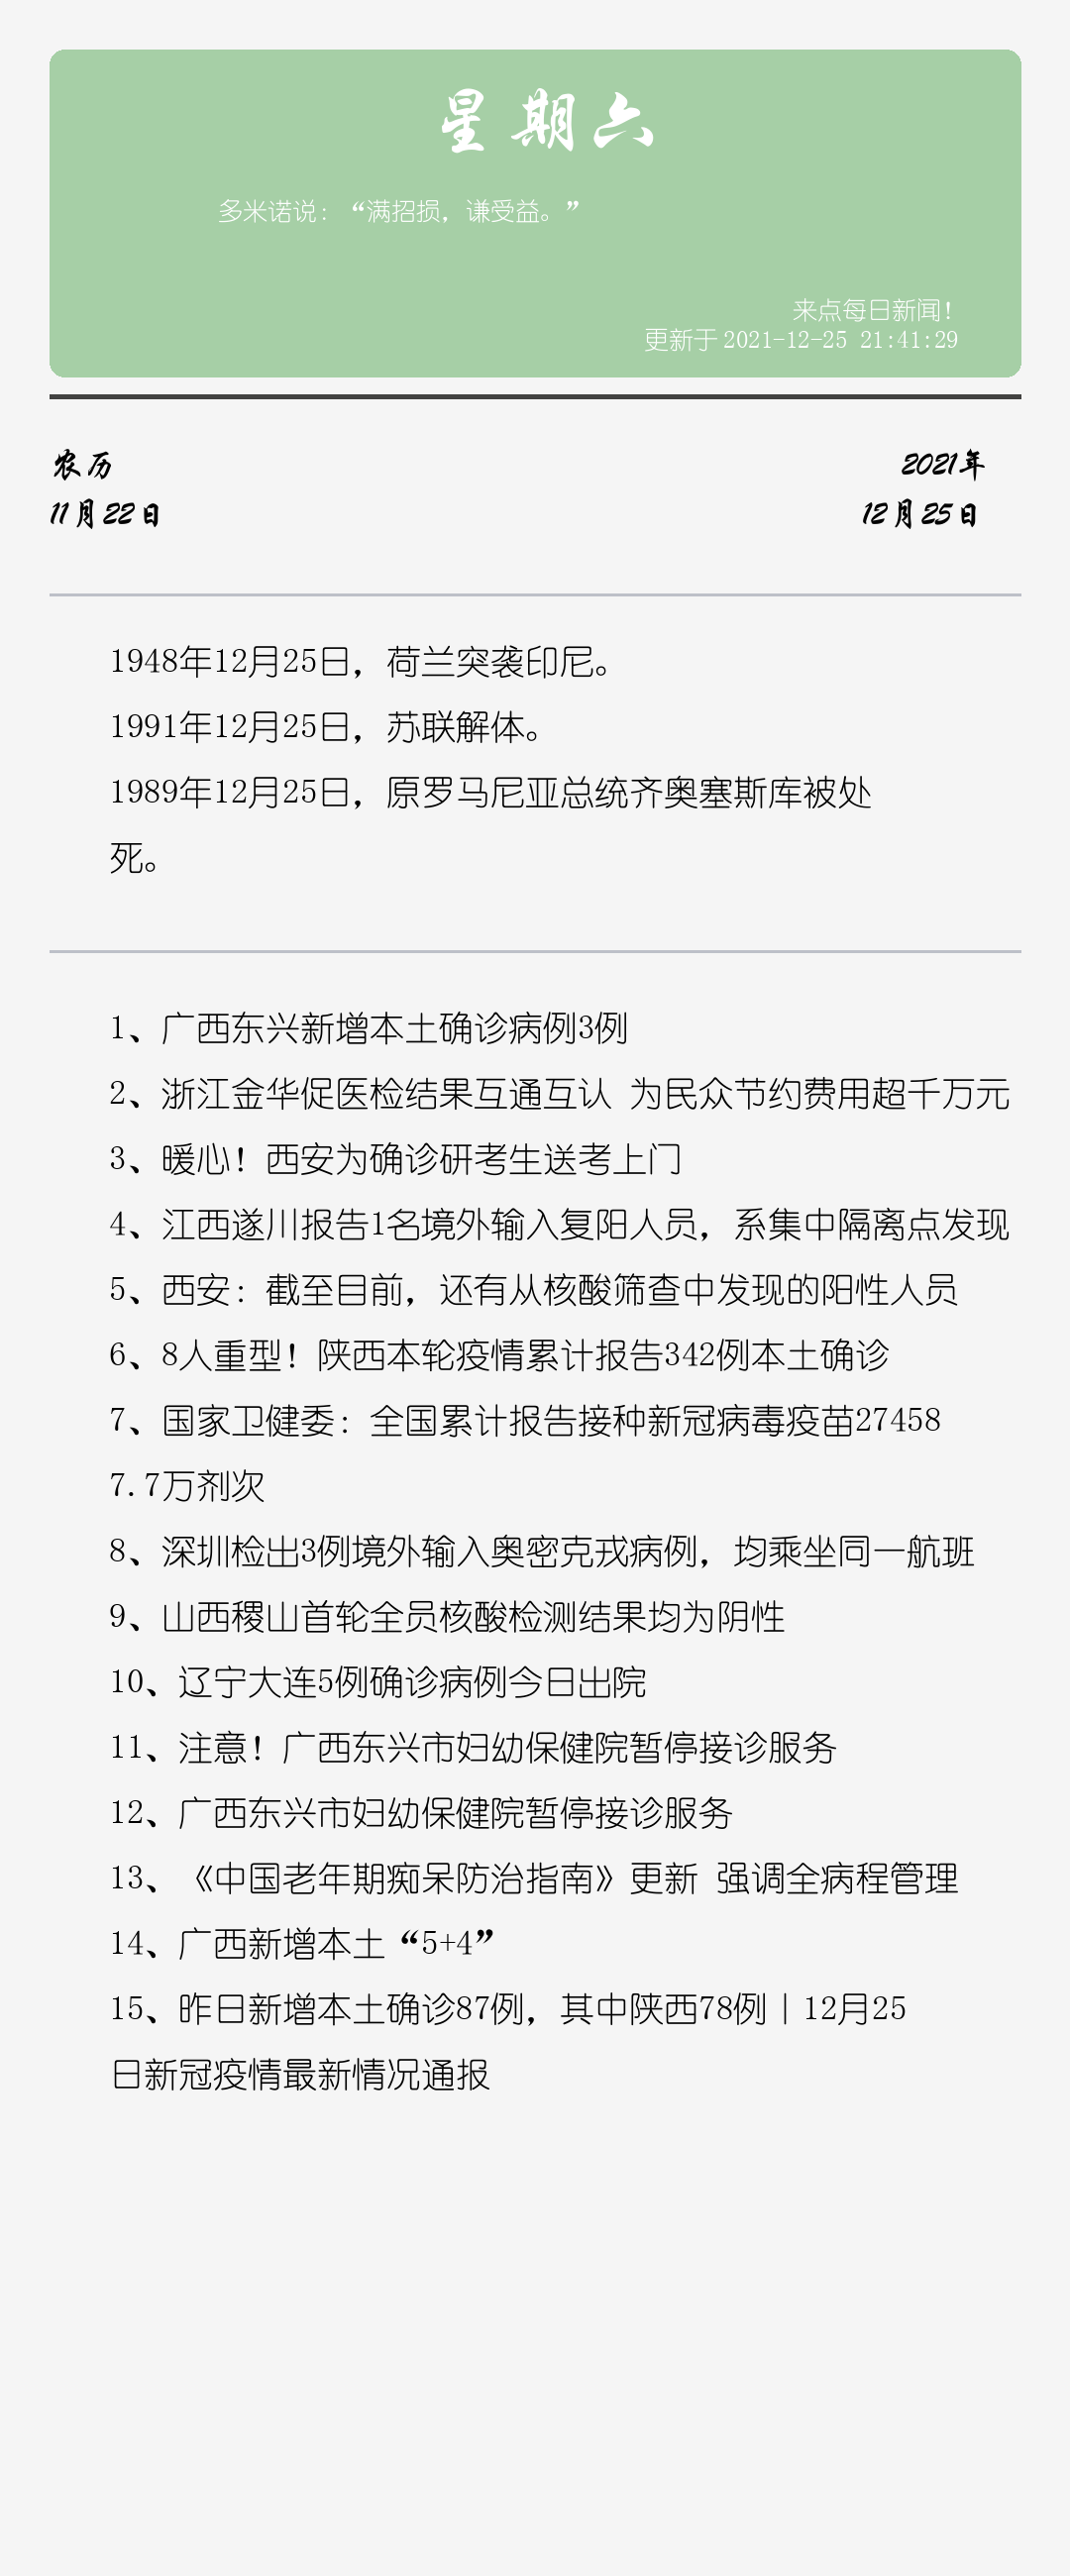 星期六
多米诺说：“满招损，谦受益。”
来点每日新闻！
更新于2021-12-25 21:41:29
农历
11月22日
2021年
12月25日
1948年12月25日，荷兰突袭印尼。
1991年12月25日，苏联解体。
1989年12月25日，原罗马尼亚总统齐奥塞斯库被处
死。
1、广西东兴新增本土确诊病例3例
2、浙江金华促医检结果互通互认 为民众节约费用超千万元
3、暖心！西安为确诊研考生送考上门
4、江西遂川报告1名境外输入复阳人员，系集中隔离点发现
5、西安：截至目前，还有从核酸筛查中发现的阳性人员
6、8人重型！陕西本轮疫情累计报告342例本土确诊
7、国家卫健委：全国累计报告接种新冠病毒疫苗27458
7.7万剂次
8、深圳检出3例境外输入奥密克戎病例，均乘坐同一航班
9、山西稷山首轮全员核酸检测结果均为阴性
10、辽宁大连5例确诊病例今日出院
11、注意！广西东兴市妇幼保健院暂停接诊服务
12、广西东兴市妇幼保健院暂停接诊服务
13、《中国老年期痴呆防治指南》更新 强调全病程管理
14、广西新增本土“5+4”
15、昨日新增本土确诊87例，其中陕西78例丨12月25
日新冠疫情最新情况通报